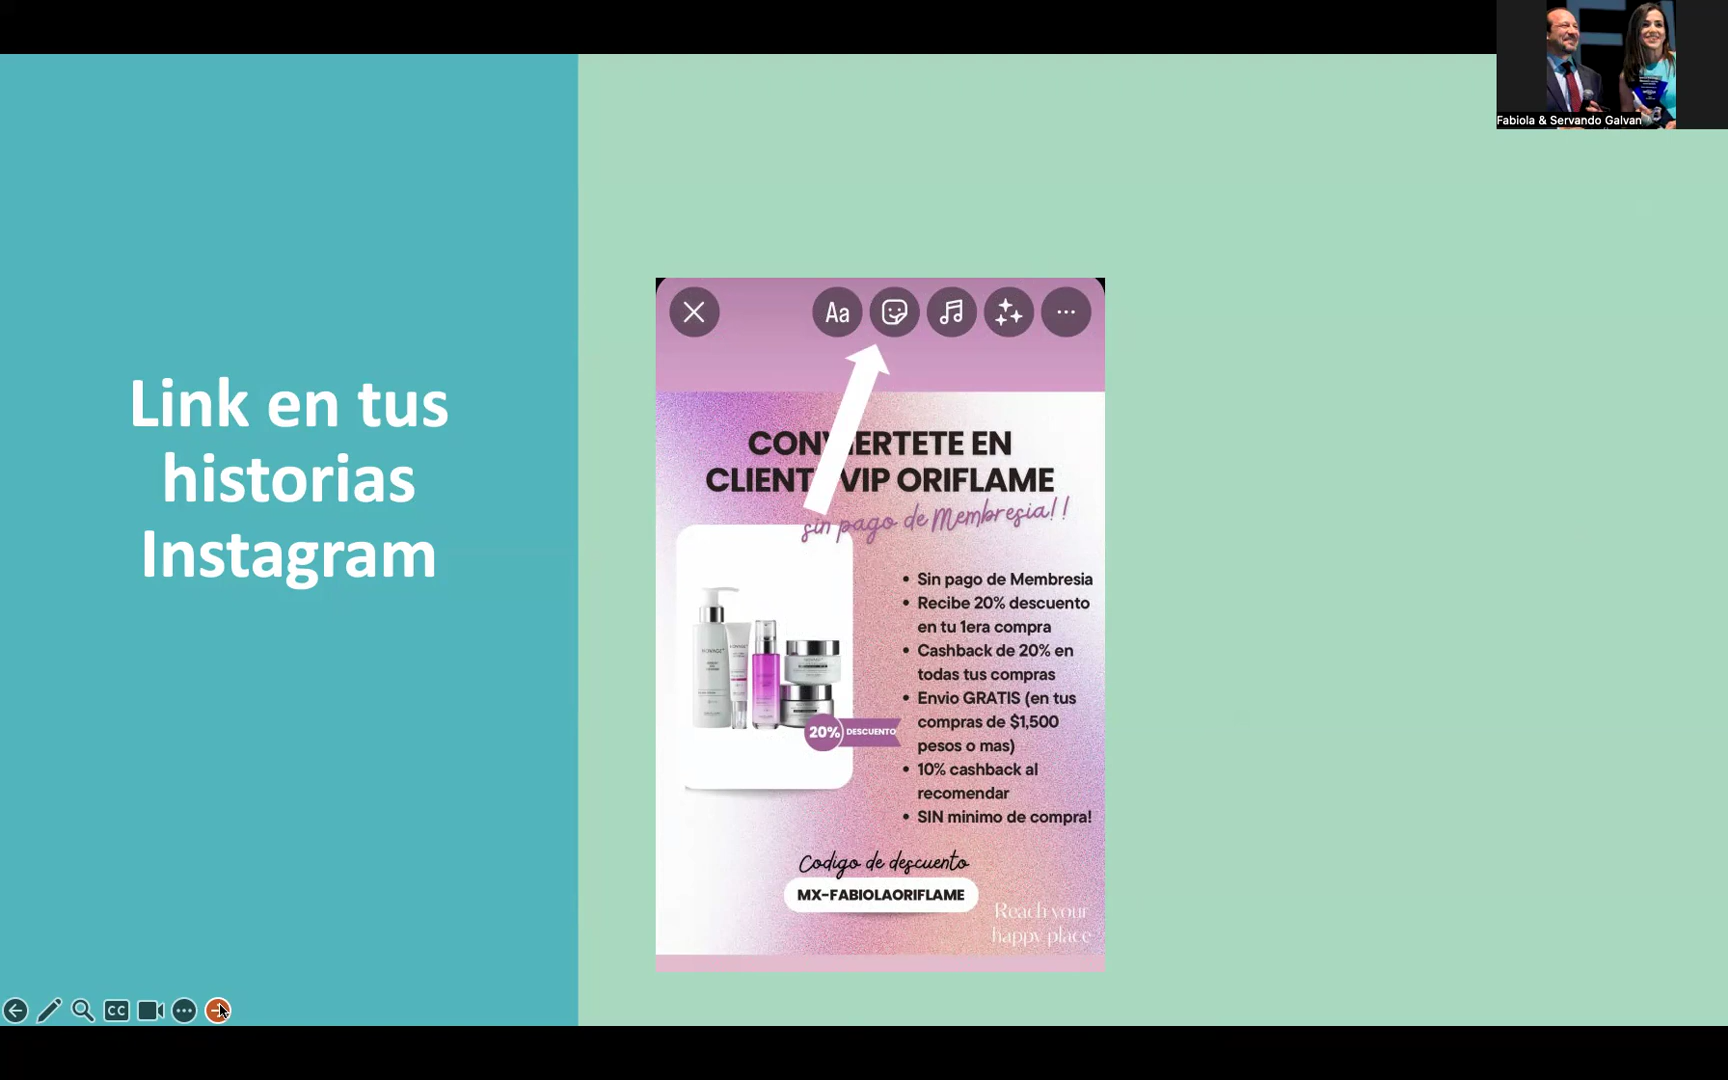 Fabiola & Servando Galvan
Link en tus
historias
Instagram
Aa
CONVIERTETE EN
CLIENTE VIP ORIFLAME
sin pago de Membresia!!
• Sin pago de Membresia
• Recibe 20% descuento
en tu 1era compra
• Cashback de 20% en
todas tus compras
• Envio GRATIS (en tus
compras de $1,500
pesos o mas)
• 10% cashback al
recomendar
• SIN minimo de compra!
NOVAGE
20% DESCUENTO
Codigo de descuento
MX-FABIOLAORIFLAME
Reach your
happy place
CC